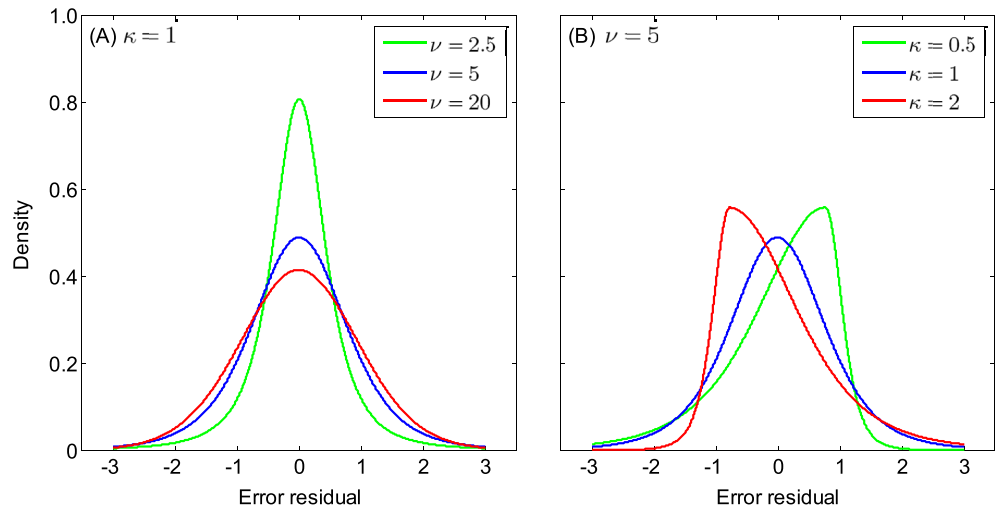 (A) κ = 1
ν = 2.5
ν = 5
ν = 20
1.0
0.8
0.6
0.4
0.2
0
Density
-3 -2 -1 0 1 2 3
Error residual
(B) ν = 5
κ = 0.5
κ = 1
κ = 2
-3 -2 -1 0 1 2 3
Error residual